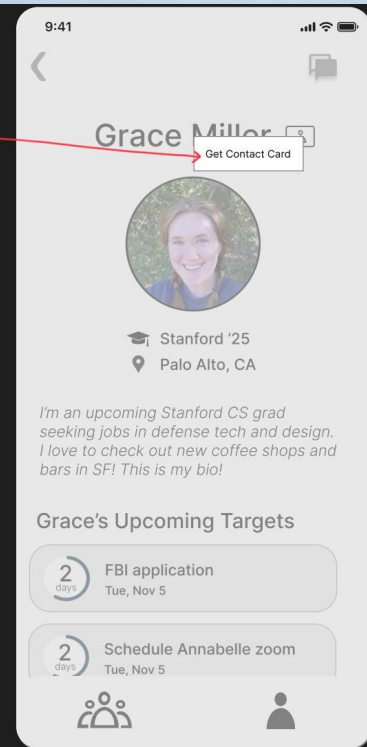 9:41
Grace Miller
Get Contact Card
Stanford '25
Palo Alto, CA
I'm an upcoming Stanford CS grad
seeking jobs in defense tech and design.
I love to check out new coffee shops and
bars in SF! This is my bio!
Grace's Upcoming Targets
2
days
FBI application
Tue, Nov 5
2
days
Schedule Annabelle zoom
Tue, Nov 5